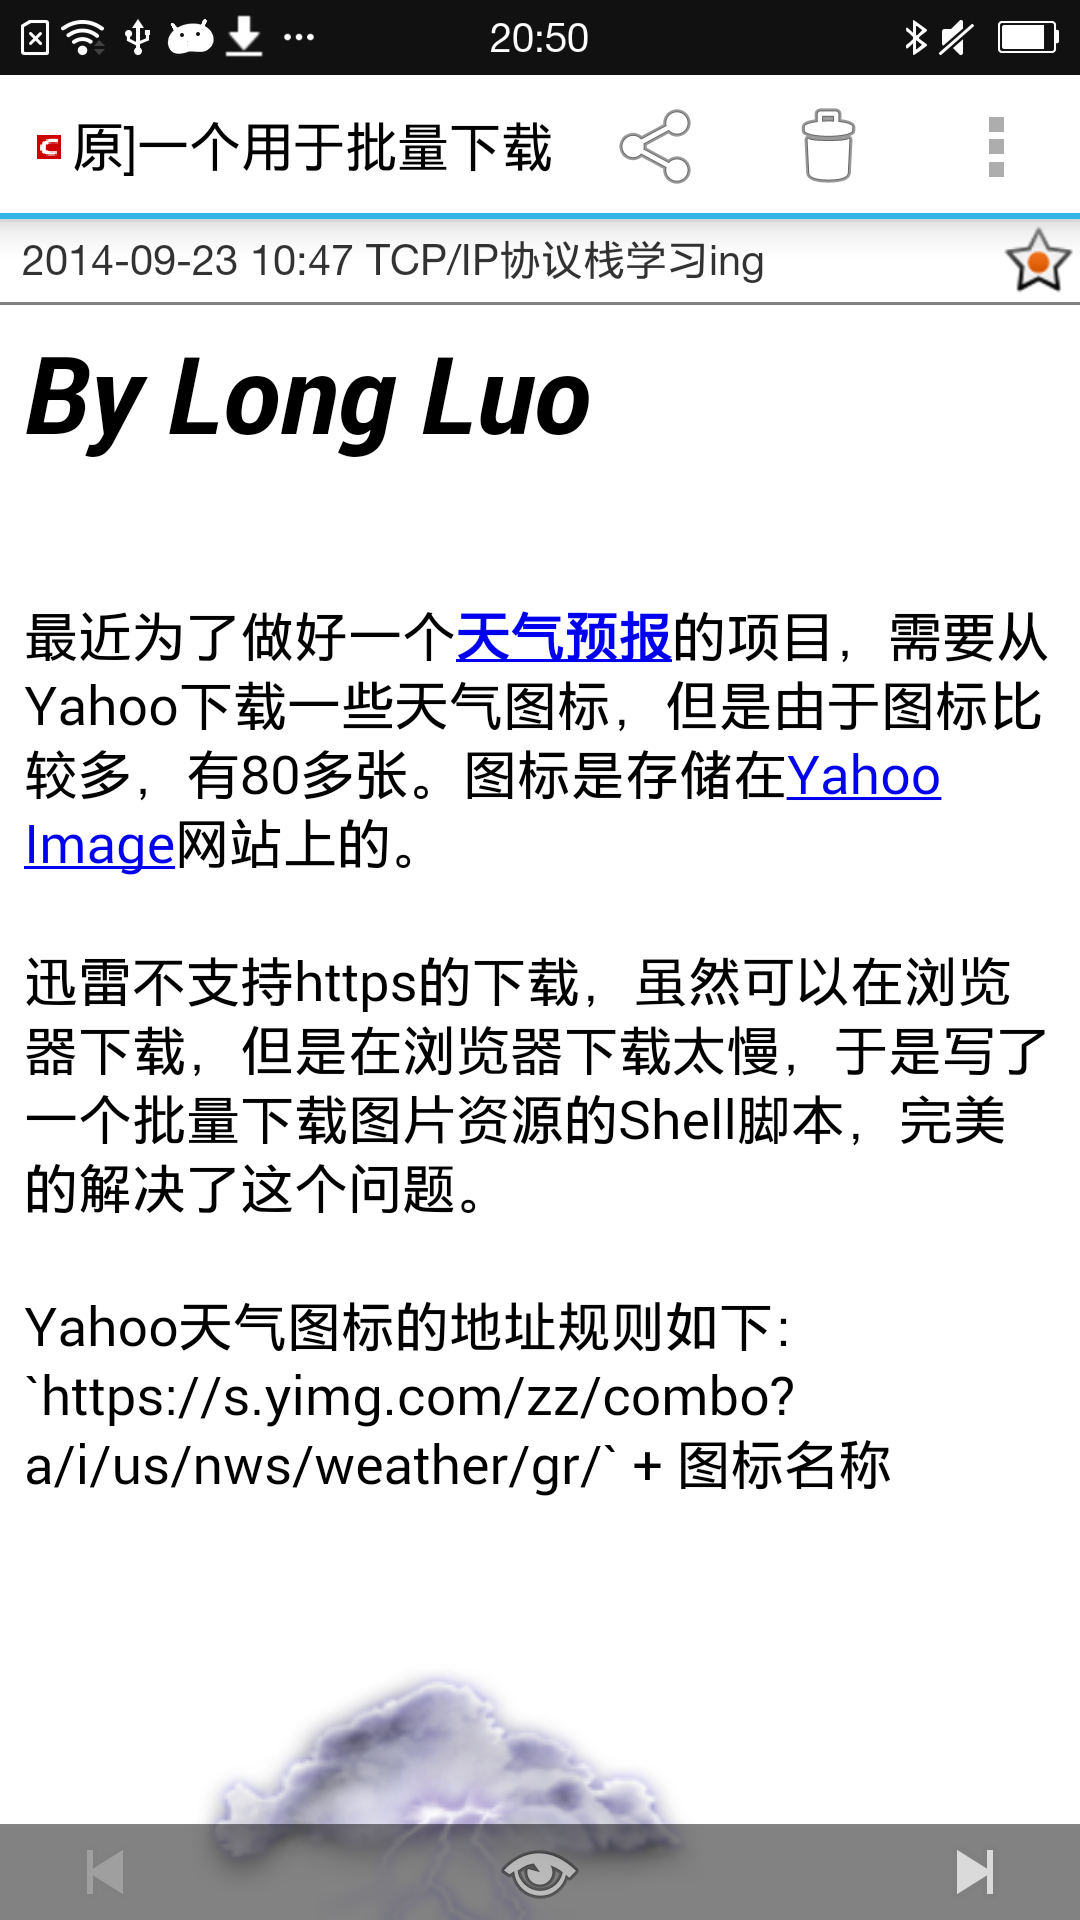 20:50
原]一个用于批量下载
2014-09-23 10:47 TCP/IP协议栈学习ing
By Long Luo
最近为了做好一个天气预报的项目，需要从
Yahoo下载一些天气图标，但是由于图标比
较多，有80多张。图标是存储在Yahoo
Image网站上的。
迅雷不支持https的下载，虽然可以在浏览
器下载，但是在浏览器下载太慢，于是写了
一个批量下载图片资源的Shell脚本，完美
的解决了这个问题。
Yahoo天气图标的地址规则如下：
`https://s.yimg.com/zz/combo?
a/i/us/nws/weather/gr/` + 图标名称